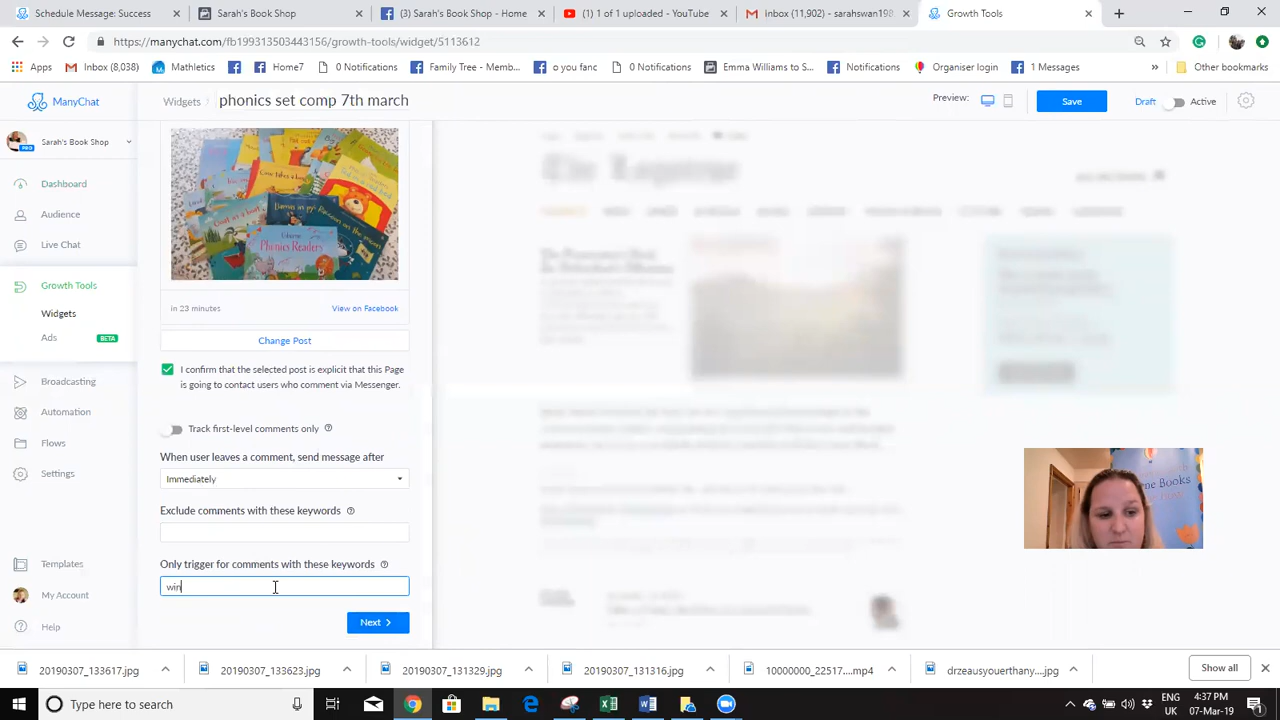 Schedule Message: Success
Sarah's Book Shop
(3) Sarah's Book Shop - Home
1 of 1 uploaded - YouTube
Inbox (11,902) - sarahswan198
Growth Tools
https://manychat.com/fb199313503443156/growth-tools/widget/5113612
Apps
Inbox (8,038)
Mathletics
0 Notifications
Home7
Family Tree - Memb...
o you fanc
0 Notifications
Emma Williams to S...
Notifications
Organiser login
1 Messages
»
Other bookmarks
ManyChat
Widgets
phonics set comp 7th march
Preview:
Save
Draft
Active
Sarah's Book Shop
PRO
Dashboard
Audience
Live Chat
Growth Tools
Widgets
Ads
BETA
Broadcasting
Automation
Flows
Settings
Templates
My Account
Help
Usborne
Phonics Readers
in 23 minutes
View on Facebook
Change Post
I confirm that the selected post is explicit that this Page
is going to contact users who comment via Messenger.
Track first-level comments only
When user leaves a comment, send message after
Immediately
Exclude comments with these keywords
Only trigger for comments with these keywords
win
Next
ne Books
20190307_133617.jpg
20190307_133623.jpg
20190307_131329.jpg
20190307_131316.jpg
10000000_22517....mp4
drzeausyouerthany....jpg
Show all
Type here to search
ENG
UK
4:37 PM
07-Mar-19